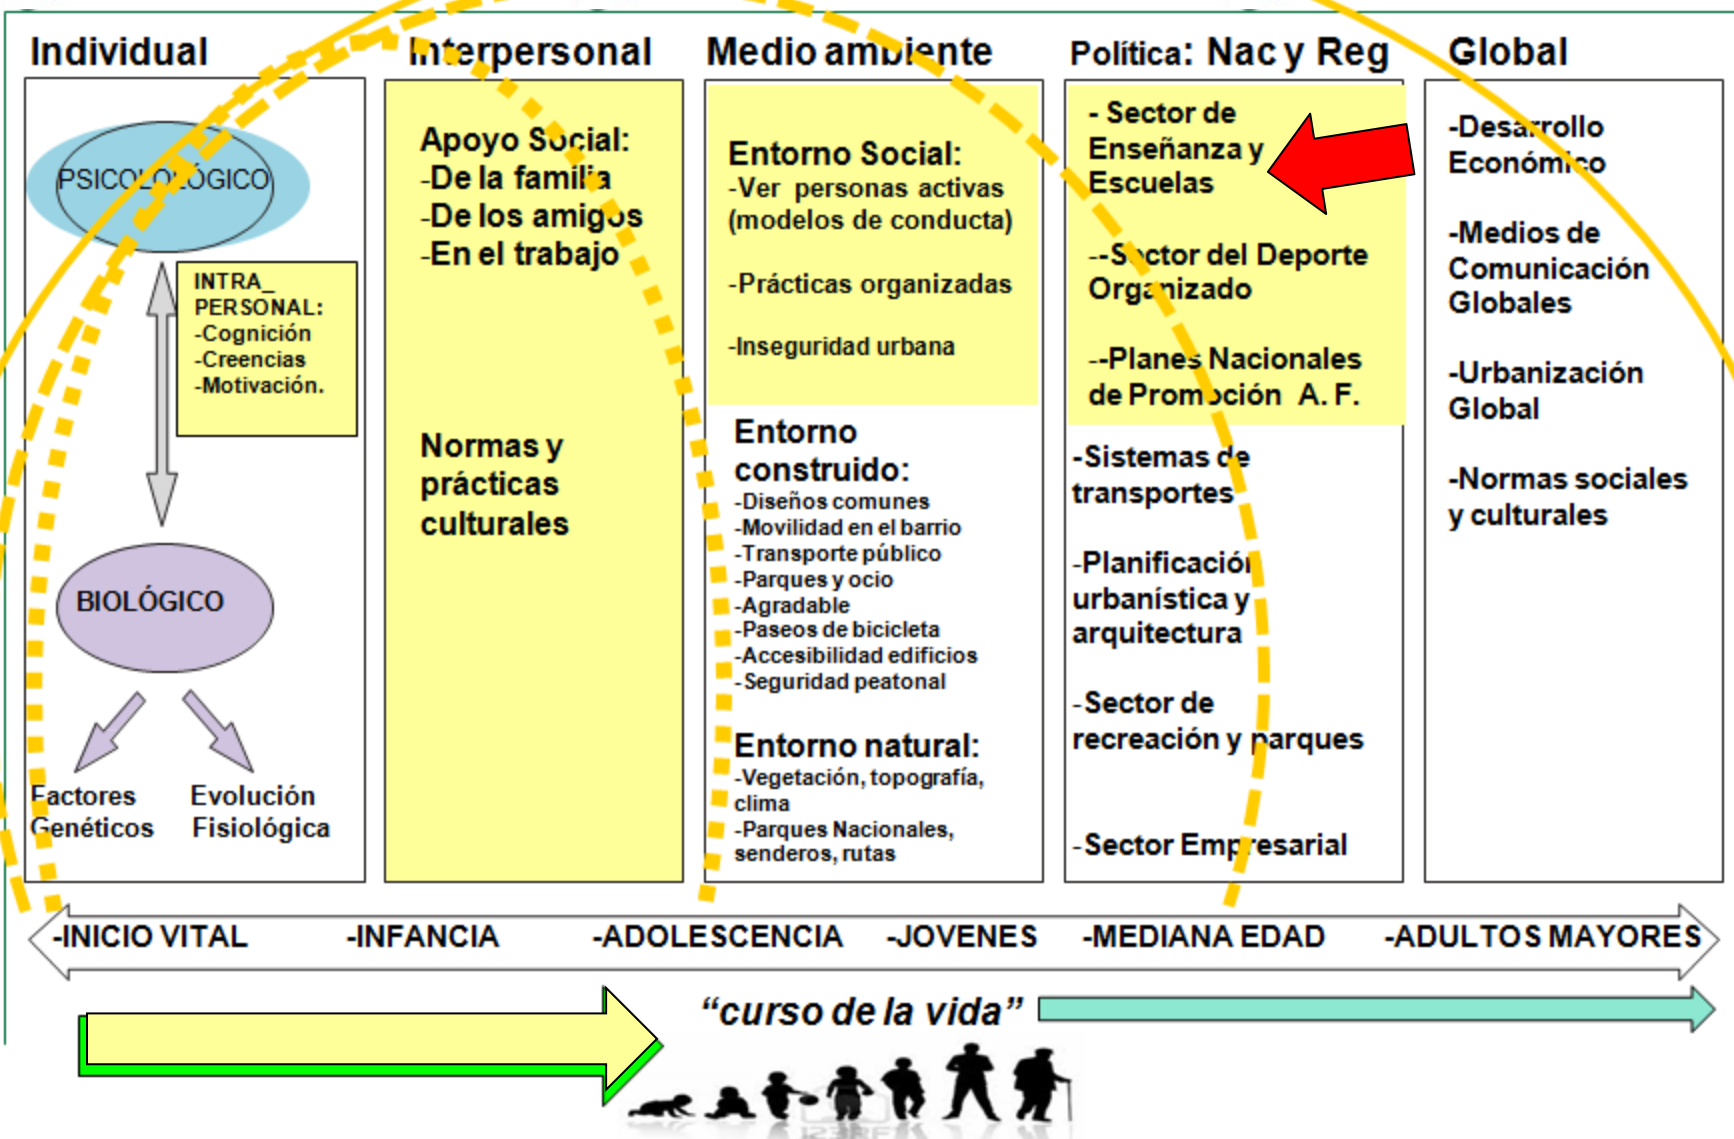 Individual
PSICOLOLÓGICO
INTRA_
PERSONAL:
-Cognición
-Creencias
-Motivación.
BIOLÓGICO
Factores
Genéticos
Evolución
Fisiológica
Interpersonal
Apoyo Social:
-De la familia
-De los amigos
-En el trabajo
Normas y
prácticas
culturales
Medio ambiente
Entorno Social:
-Ver personas activas
(modelos de conducta)
-Prácticas organizadas
-Inseguridad urbana
Entorno
construido:
-Diseños comunes
-Movilidad en el barrio
-Transporte público
-Parques y ocio
-Agradable
-Paseos de bicicleta
-Accesibilidad edificios
-Seguridad peatonal
Entorno natural:
-Vegetación, topografía,
clima
-Parques Nacionales,
senderos, rutas
Política: Nac y Reg
- Sector de
Enseñanza y
Escuelas
--Sector del Deporte
Organizado
--Planes Nacionales
de Promoción A. F.
-Sistemas de
transportes
-Planificación
urbanística y
arquitectura
-Sector de
recreación y parques
-Sector Empresarial
Global
-Desarrollo
Económico
-Medios de
Comunicación
Globales
-Urbanización
Global
-Normas sociales
y culturales
-INICIO VITAL -INFANCIA -ADOLESCENCIA -JOVENES -MEDIANA EDAD -ADULTOS MAYORES
“curso de la vida”
123RF